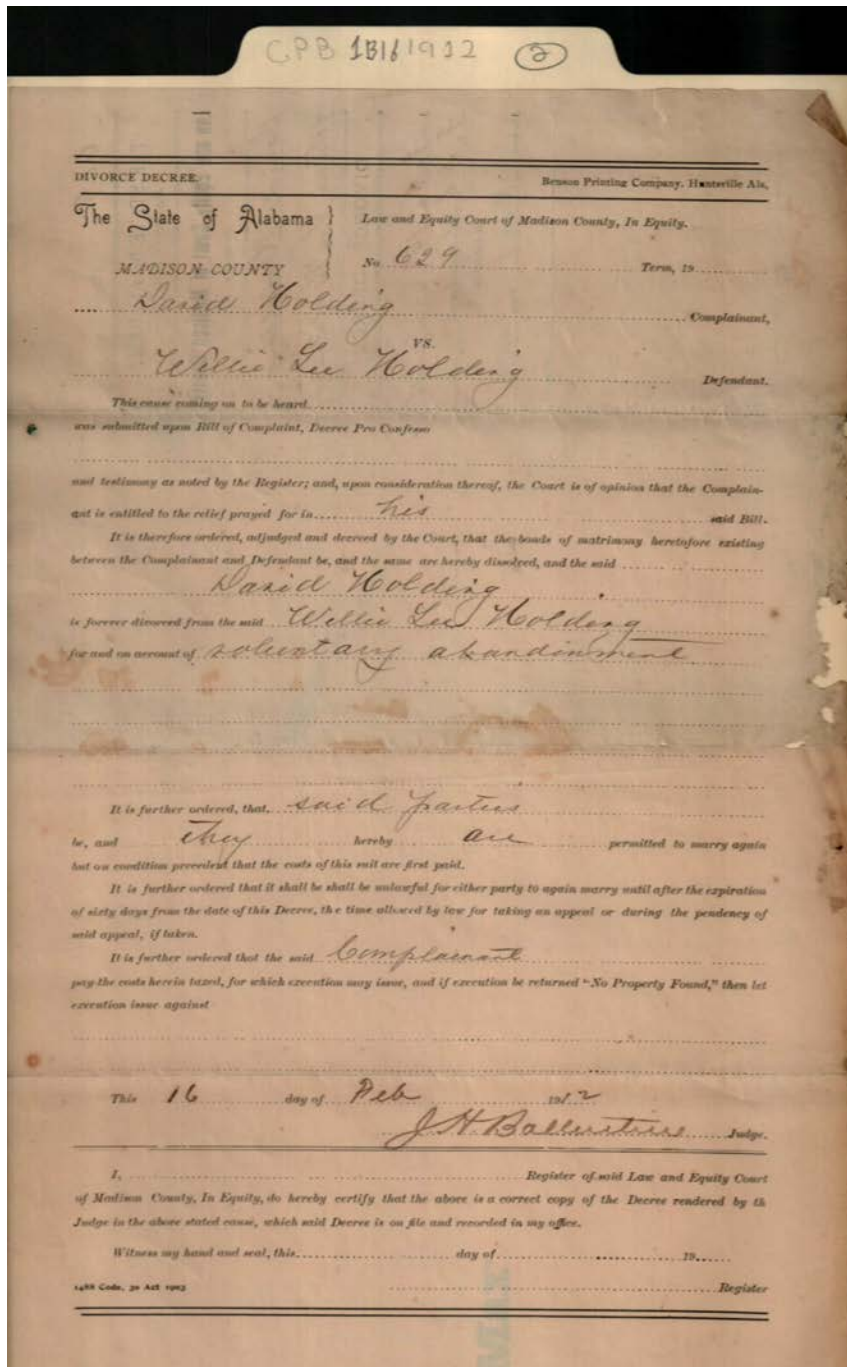 CPB 1B16 1912 2
DIVORCE DECREE. Benson Printing Company, Huntsville Ala,
The State of Alabama } Law and Equity Court of Madison County, In Equity.
MADISON COUNTY No 629 Term, 19
David Holding Complainant,
VS.
Willie Lee Holding Defendant.
This cause coming on to be heard
was submitted upon Bill of Complaint, Decree Pro Confesso
and testimony as noted by the Register; and, upon consideration thereof, the Court is of opinion that the Complain-
ant is entitled to the relief prayed for in his said Bill.
It is therefore ordered, adjudged and decreed by the Court, that the bonds of matrimony heretofore existing
between the Complainant and Defendant be, and the same are hereby dissolved, and the said
David Holding
is forever divorced from the said Willie Lee Holding
for and on account of voluntary abandonment
It is further ordered, that, said parties
be, and they hereby are permitted to marry again
but on condition precedent that the costs of this suit are first paid.
It is further ordered that it shall be shall be unlawful for either party to again marry until after the expiration
of sixty days from the date of this Decree, the time allowed by law for taking an appeal or during the pendency of
said appeal, if taken.
It is further ordered that the said Complainant
pay the costs herein taxed, for which execution may issue, and if execution be returned "No Property Found," then let
execution issue against
This 16 day of Feb 1912
J.H. Ballentine Judge.
I, Register of said Law and Equity Court
of Madison County, In Equity, do hereby certify that the above is a correct copy of the Decree rendered by th
Judge in the above stated cause, which said Decree is on file and recorded in my office.
Witness my hand and seal, this day of 19
1488 Code, 30 Act 1903 Register